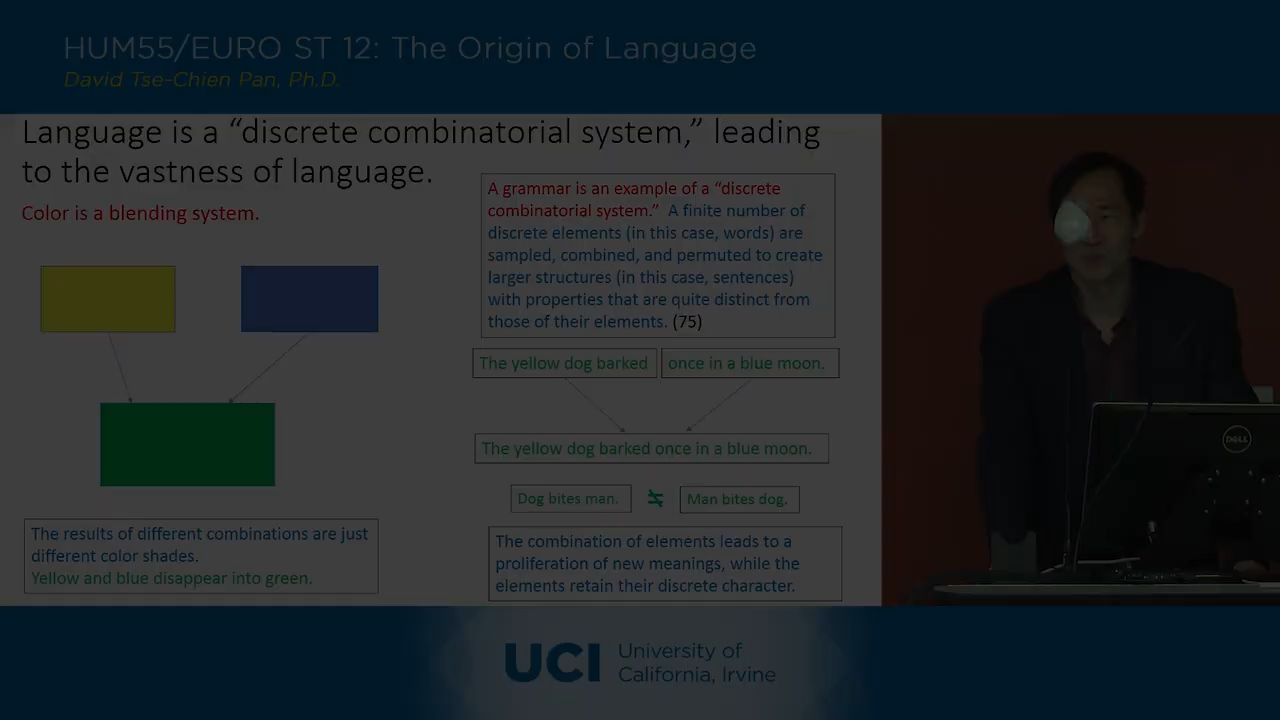 HUM55/EURO ST 12: The Origin of Language
David Tse-Chien Pan, Ph.D.
Language is a “discrete combinatorial system,” leading
to the vastness of language.
Color is a blending system.
A grammar is an example of a “discrete
combinatorial system.” A finite number of
discrete elements (in this case, words) are
sampled, combined, and permuted to create
larger structures (in this case, sentences)
with properties that are quite distinct from
those of their elements. (75)
The yellow dog barked
once in a blue moon.
The yellow dog barked once in a blue moon.
Dog bites man.
≠
Man bites dog.
The results of different combinations are just
different color shades.
Yellow and blue disappear into green.
The combination of elements leads to a
proliferation of new meanings, while the
elements retain their discrete character.
DELL
UCI
University of
California, Irvine